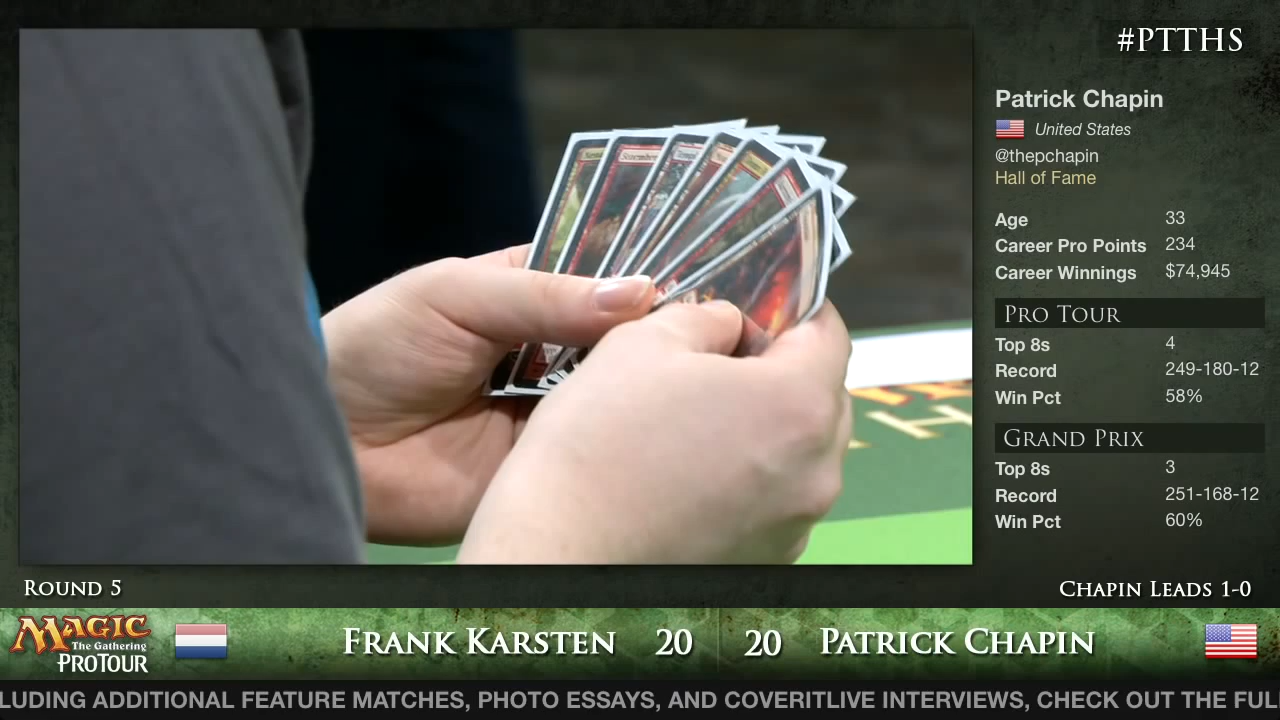 #PTTHS
Patrick Chapin
United States
@thepchapin
Hall of Fame
Age 33
Career Pro Points 234
Career Winnings $74,945
PRO TOUR
Top 8s 4
Record 249-180-12
Win Pct 58%
GRAND PRIX
Top 8s 3
Record 251-168-12
Win Pct 60%
ROUND 5
CHAPIN LEADS 1-0
MAGIC
The Gathering
PROTOUR
FRANK KARSTEN 20 20 PATRICK CHAPIN
LUDING ADDITIONAL FEATURE MATCHES, PHOTO ESSAYS, AND COVERITLIVE INTERVIEWS, CHECK OUT THE FUL